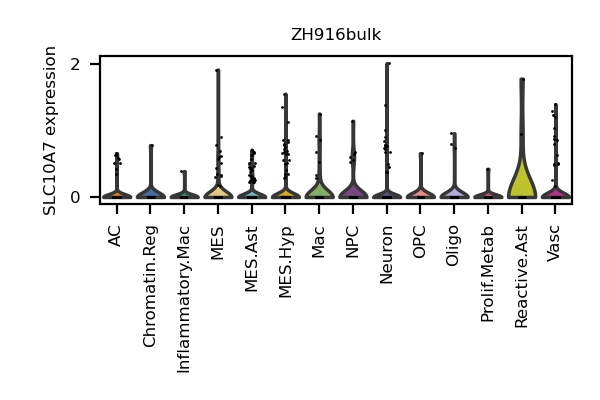 ZH916bulk
SLC10A7 expression
2
0
AC
Chromatin.Reg
Inflammatory.Mac
MES
MES.Ast
MES.Hyp
Mac
NPC
Neuron
OPC
Oligo
Prolif.Metab
Reactive.Ast
Vasc